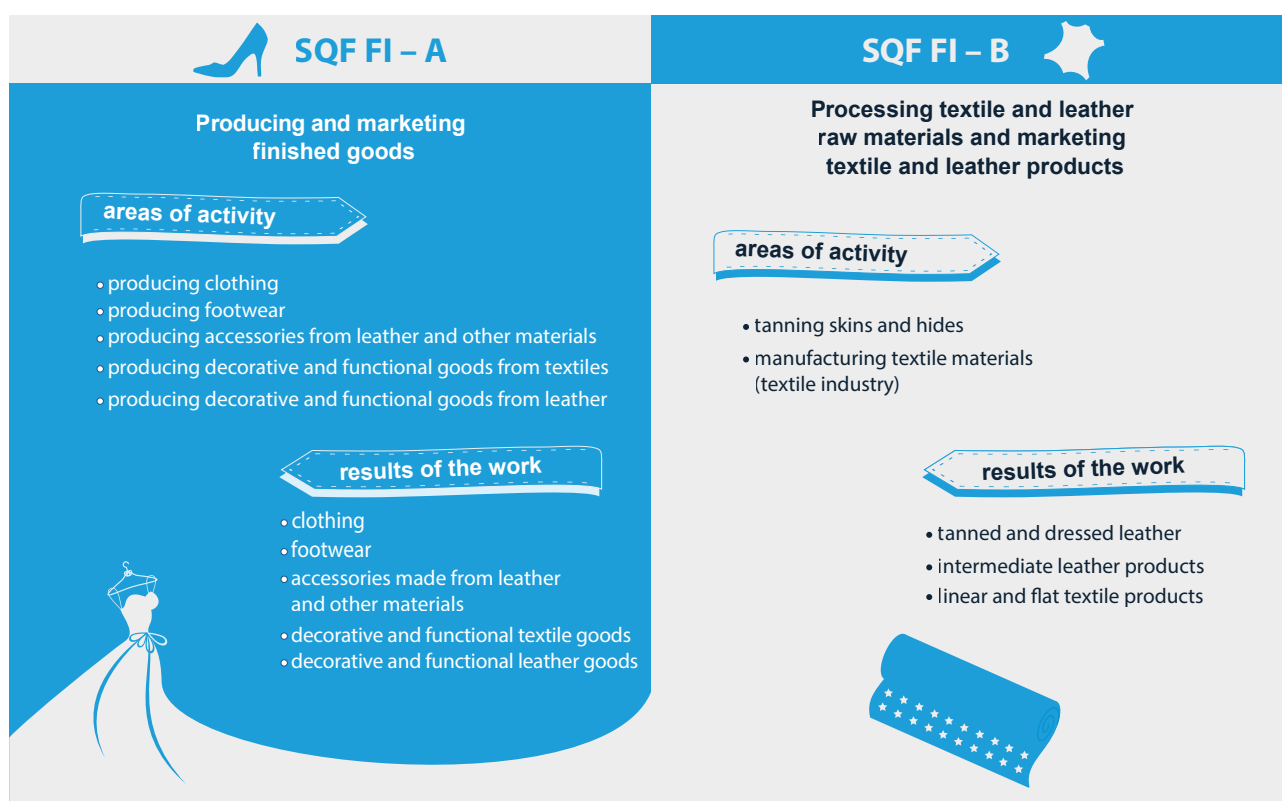 SQF FI – A
Producing and marketing
finished goods
areas of activity
• producing clothing
• producing footwear
• producing accessories from leather and other materials
• producing decorative and functional goods from textiles
• producing decorative and functional goods from leather
results of the work
• clothing
• footwear
• accessories made from leather
and other materials
• decorative and functional textile goods
• decorative and functional leather goods
SQF FI – B
Processing textile and leather
raw materials and marketing
textile and leather products
areas of activity
• tanning skins and hides
• manufacturing textile materials
(textile industry)
results of the work
• tanned and dressed leather
• intermediate leather products
• linear and flat textile products